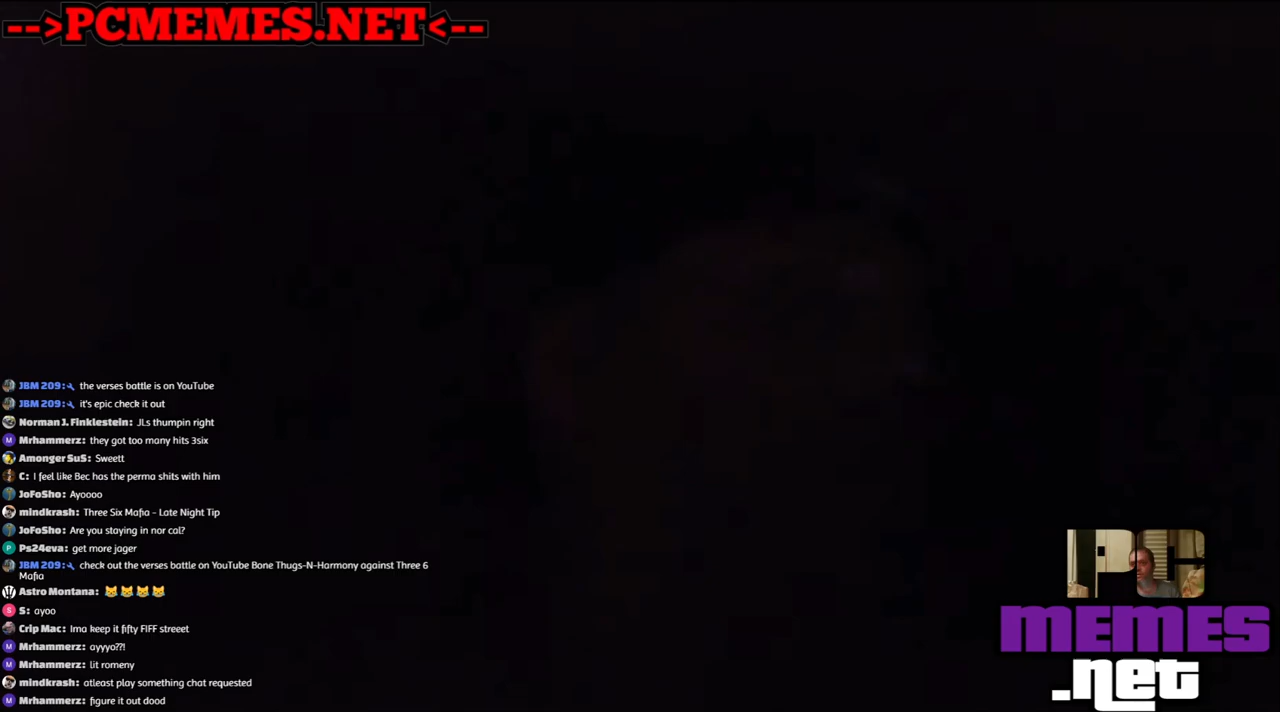 -->PCMEMES.NET<--
JBM 209: the verses battle is on YouTube
JBM 209: it's epic check it out
Norman J. Finklestein: JLs thumpin right
M Mrhammerz: they got too many hits 3six
Amonger SuS: Sweett
C: I feel like Bec has the perma shits with him
JoFoSho: Ayoooo
mindkrash: Three Six Mafia - Late Night Tip
JoFoSho: Are you staying in nor cal?
P Ps24eva: get more jager
JBM 209: check out the verses battle on YouTube Bone Thugs-N-Harmony against Three 6
Mafia
Astro Montana: 😹 😹 😹 😹
S S: ayoo
Crip Mac: Ima keep it fifty FIFF streeet
M Mrhammerz: ayyyo??!
M Mrhammerz: lit romeny
mindkrash: atleast play something chat requested
M Mrhammerz: figure it out dood
PC
MEMES
.net